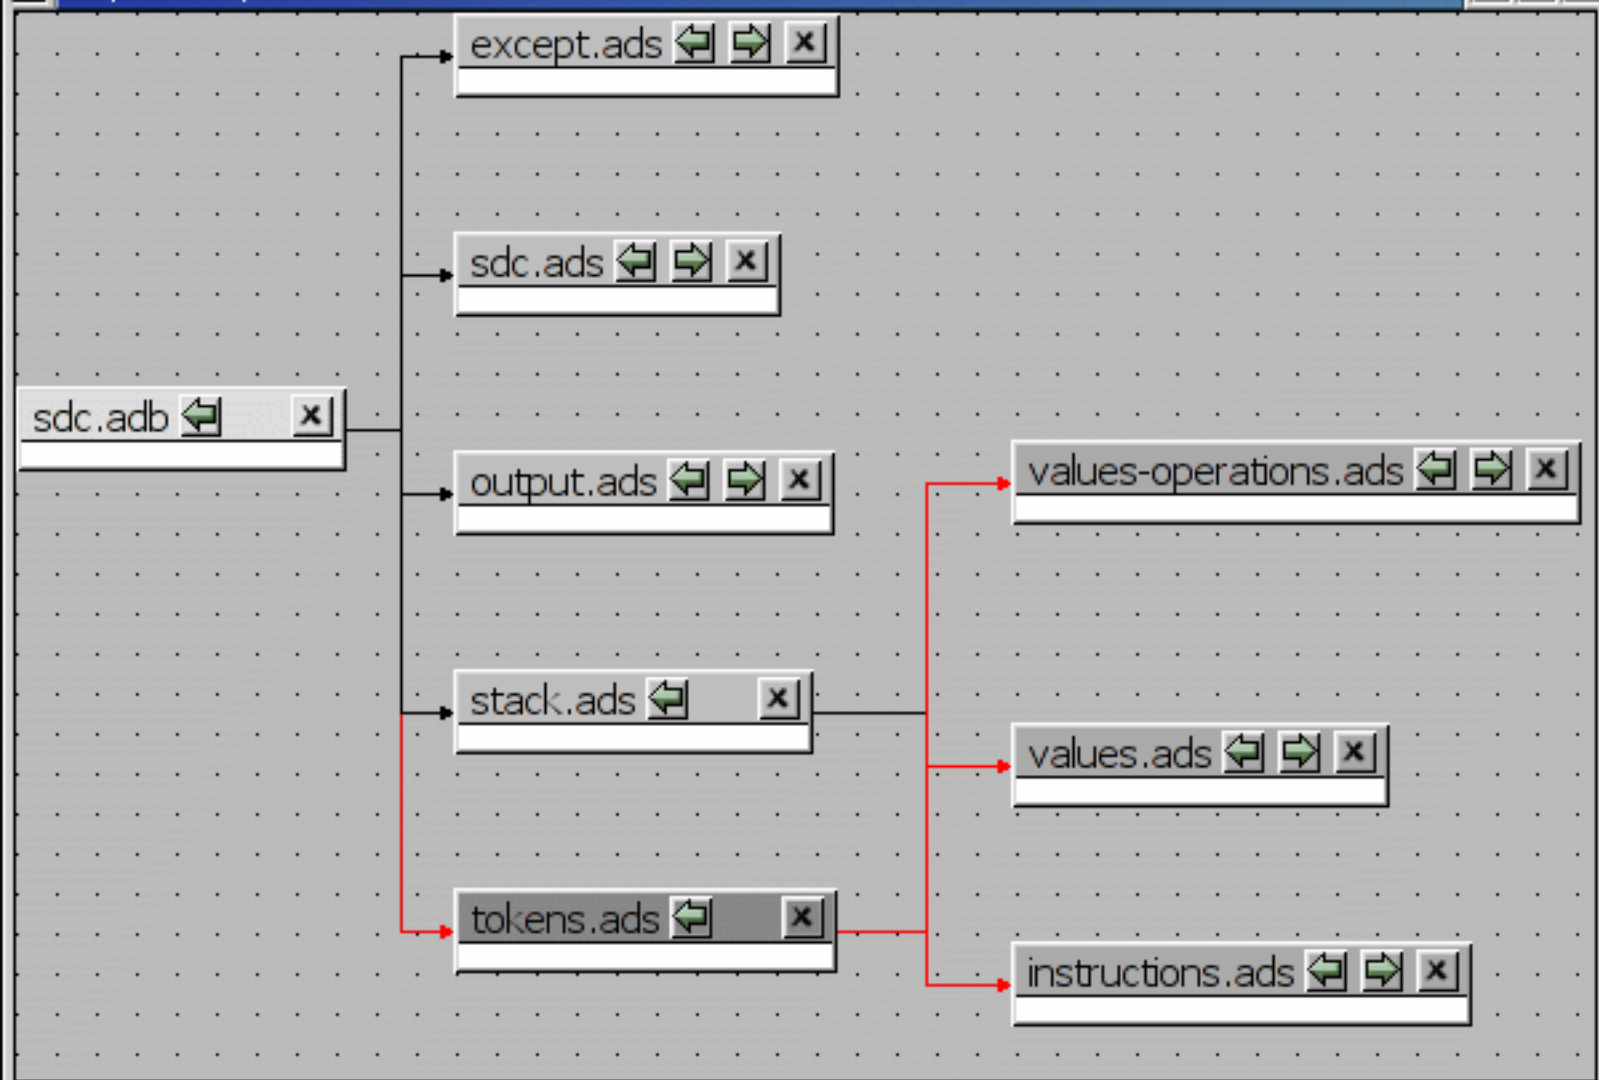 except.ads
sdc.ads
sdc.adb
output.ads
values-operations.ads
stack.ads
values.ads
tokens.ads
instructions.ads